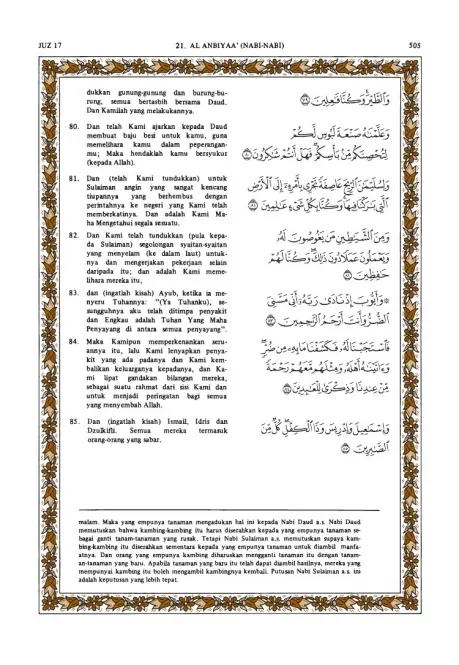 JUZ 17 21. AL ANBIYAA' (NABI-NABI) 505
dukkan gunung-gunung dan burung-bu-
rung, semua bertasbih bersama Daud.
Dan Kamilah yang melakukannya.
وَالطَّيْرَ وَكُنَّا فَاعِلِينَ ﴿٧٩﴾
80. Dan telah Kami ajarkan kepada Daud
membuat baju besi untuk kamu, guna
memelihara kamu dalam peperangan-
mu; Maka hendaklah kamu bersyukur
(kepada Allah).
وَعَلَّمْنَاهُ صَنْعَةَ لَبُوسٍ لَّكُمْ
لِتُحْصِنَكُم مِّن بَأْسِكُمْ فَهَلْ أَنتُمْ شَاكِرُونَ ﴿٨٠﴾
81. Dan (telah Kami tundukkan) untuk
Sulaiman angin yang sangat kencang
tiupannya yang berhembus dengan
perintahnya ke negeri yang Kami telah
memberkatinya. Dan adalah Kami Ma-
ha Mengetahui segala sesuatu.
وَلِسُلَيْمَانَ الرِّيحَ عَاصِفَةً تَجْرِي بِأَمْرِهِ إِلَى الْأَرْضِ
الَّتِي بَارَكْنَا فِيهَا وَكُنَّا بِكُلِّ شَيْءٍ عَالِمِينَ ﴿٨١﴾
82. Dan Kami telah tundukkan (pula kepa-
da Sulaiman) segolongan syaitan-syaitan
yang menyelam (ke dalam laut) untuk-
nya dan mengerjakan pekerjaan selain
daripada itu; dan adalah Kami meme-
lihara mereka itu,
وَمِنَ الشَّيَاطِينِ مَن يَغُوصُونَ لَهُ
وَيَعْمَلُونَ عَمَلًا دُونَ ذَٰلِكَ وَكُنَّا لَهُمْ
حَافِظِينَ ﴿٨٢﴾
83. dan (ingatlah kisah) Ayub, ketika ia me-
nyeru Tuhannya: "(Ya Tuhanku), se-
sungguhnya aku telah ditimpa penyakit
dan Engkau adalah Tuhan Yang Maha
Penyayang di antara semua penyayang".
وَأَيُّوبَ إِذْ نَادَىٰ رَبَّهُ أَنِّي مَسَّنِيَ
الضُّرُّ وَأَنتَ أَرْحَمُ الرَّاحِمِينَ ﴿٨٣﴾
84. Maka Kamipun memperkenankan seru-
annya itu, lalu Kami lenyapkan penya-
kit yang ada padanya dan Kami kem-
balikan keluarganya kepadanya, dan Ka-
mi lipat gandakan bilangan mereka,
sebagai suatu rahmat dari sisi Kami dan
untuk menjadi peringatan bagi semua
yang menyembah Allah.
فَاسْتَجَبْنَا لَهُ فَكَشَفْنَا مَا بِهِ مِن ضُرٍّ
وَآتَيْنَاهُ أَهْلَهُ وَمِثْلَهُم مَّعَهُمْ رَحْمَةً
مِّنْ عِندِنَا وَذِكْرَىٰ لِلْعَابِدِينَ ﴿٨٤﴾
85. Dan (ingatlah kisah) Ismail, Idris dan
Dzulkifli. Semua mereka termasuk
orang-orang yang sabar.
وَإِسْمَاعِيلَ وَإِدْرِيسَ وَذَا الْكِفْلِ كُلٌّ مِّنَ
الصَّابِرِينَ ﴿٨٥﴾
malam. Maka yang empunya tanaman mengadukan hal ini kepada Nabi Daud a.s. Nabi Daud
memutuskan bahwa kambing-kambing itu harus diserahkan kepada yang empunya tanaman se-
bagai ganti tanam-tanaman yang rusak. Tetapi Nabi Sulaiman a.s. memutuskan supaya kam-
bing-kambing itu diserahkan sementara kepada yang empunya tanaman untuk diambil manfa-
atnya. Dan orang yang empunya kambing diharuskan mengganti tanaman itu dengan tanam-
an-tanaman yang baru. Apabila tanaman yang baru itu telah dapat diambil hasilnya, mereka yang
mempunyai kambing itu boleh mengambil kambingnya kembali. Putusan Nabi Sulaiman a.s. ini
adalah keputusan yang lebih tepat.